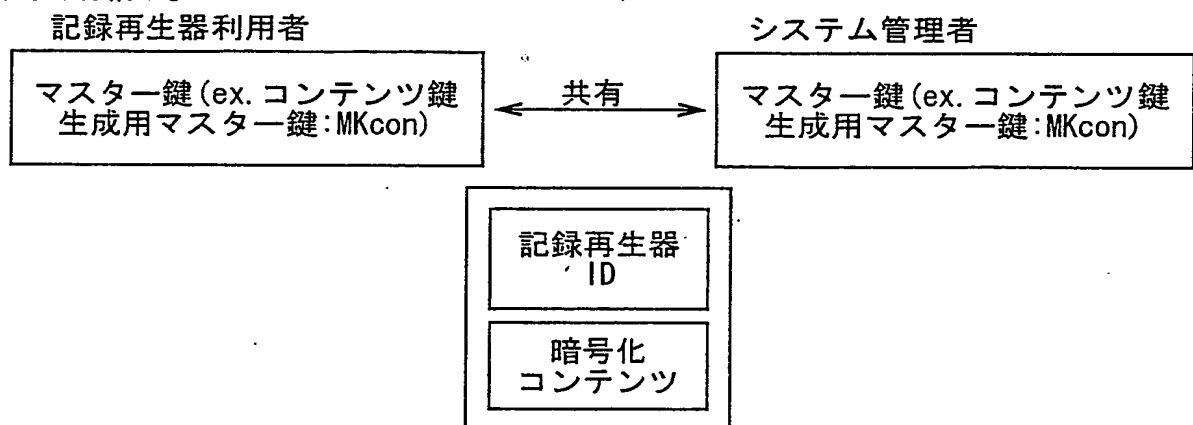 記録再生器利用者
システム管理者
マスター鍵(ex.コンテンツ鍵
生成用マスター鍵:MKcon)
共有
マスター鍵(ex.コンテンツ鍵
生成用マスター鍵:MKcon)
記録再生器
ID
暗号化
コンテンツ